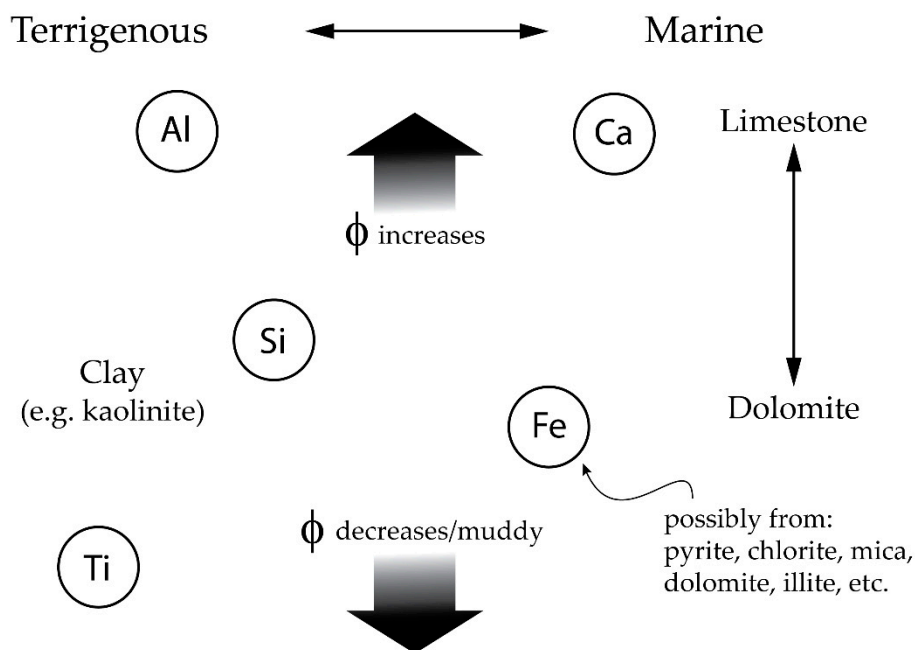 Terrigenous
Marine
Al
Ca
Limestone
ϕ increases
Si
Clay
(e.g. kaolinite)
Dolomite
Fe
ϕ decreases/muddy
possibly from:
pyrite, chlorite, mica,
dolomite, illite, etc.
Ti